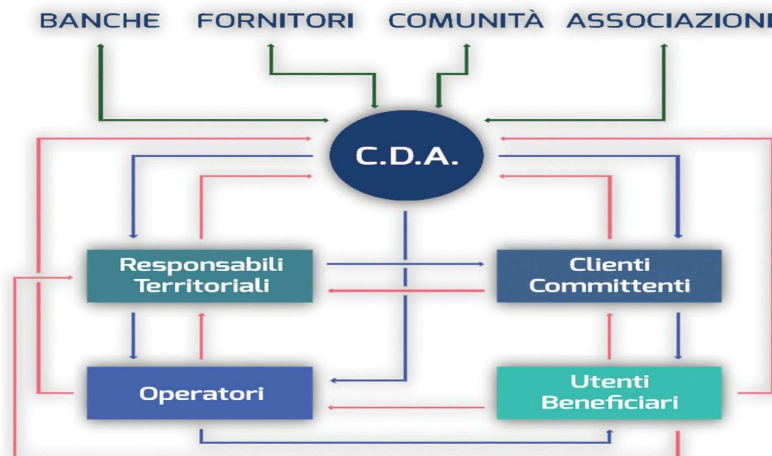 BANCHE FORNITORI COMUNITÀ ASSOCIAZIONI
C.D.A.
Responsabili
Territoriali
Clienti
Committenti
Operatori
Utenti
Beneficiari